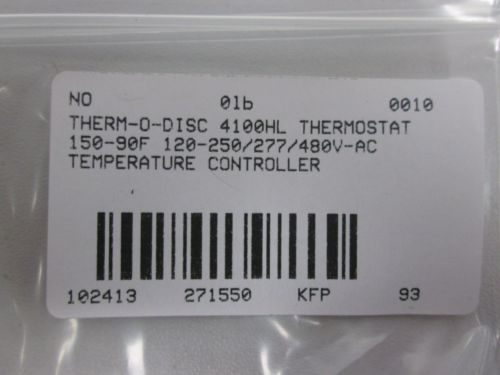 NO 01b 0010
THERM-O-DISC 4100HL THERMOSTAT
150-90F 120-250/277/480V-AC
TEMPERATURE CONTROLLER
102413 271550 KFP 93